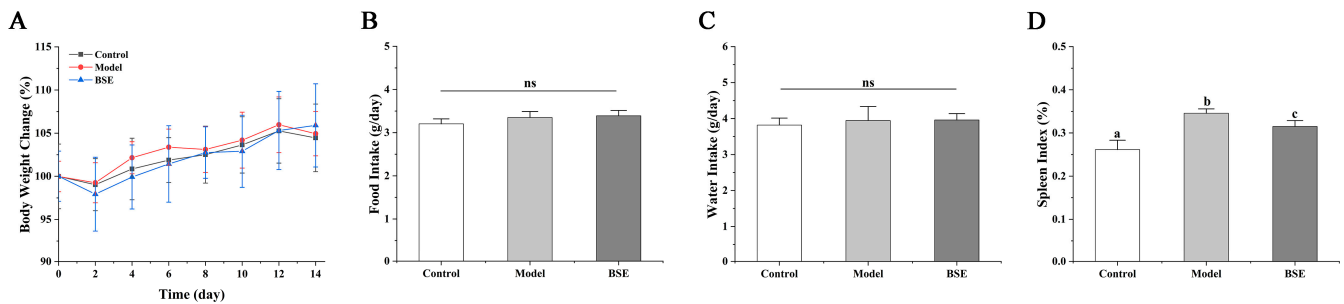 A
Body Weight Change (%)
115
110
105
100
95
90
Control
Model
BSE
0 2 4 6 8 10 12 14
Time (day)
B
Food Intake (g/day)
5
4
3
2
1
0
ns
Control Model BSE
C
Water Intake (g/day)
6
5
4
3
2
1
0
ns
Control Model BSE
D
Spleen Index (%)
0.5
0.4
0.3
0.2
0.1
0.0
a
b
c
Control Model BSE